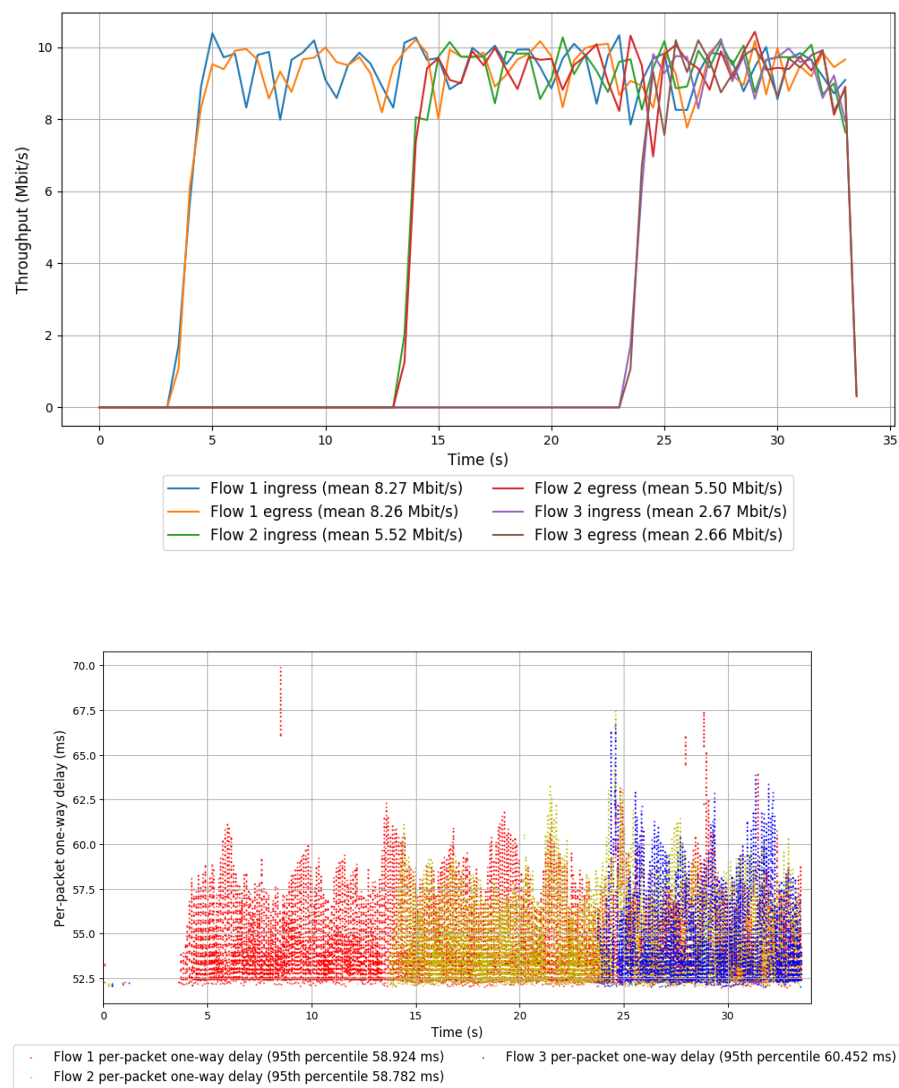 10
8
6
4
2
0
Throughput (Mbit/s)
0 5 10 15 20 25 30 35
Time (s)
Flow 1 ingress (mean 8.27 Mbit/s) Flow 2 egress (mean 5.50 Mbit/s)
Flow 1 egress (mean 8.26 Mbit/s) Flow 3 ingress (mean 2.67 Mbit/s)
Flow 2 ingress (mean 5.52 Mbit/s) Flow 3 egress (mean 2.66 Mbit/s)
70.0
67.5
65.0
62.5
60.0
57.5
55.0
52.5
Per-packet one-way delay (ms)
0 5 10 15 20 25 30
Time (s)
Flow 1 per-packet one-way delay (95th percentile 58.924 ms) Flow 3 per-packet one-way delay (95th percentile 60.452 ms)
Flow 2 per-packet one-way delay (95th percentile 58.782 ms)